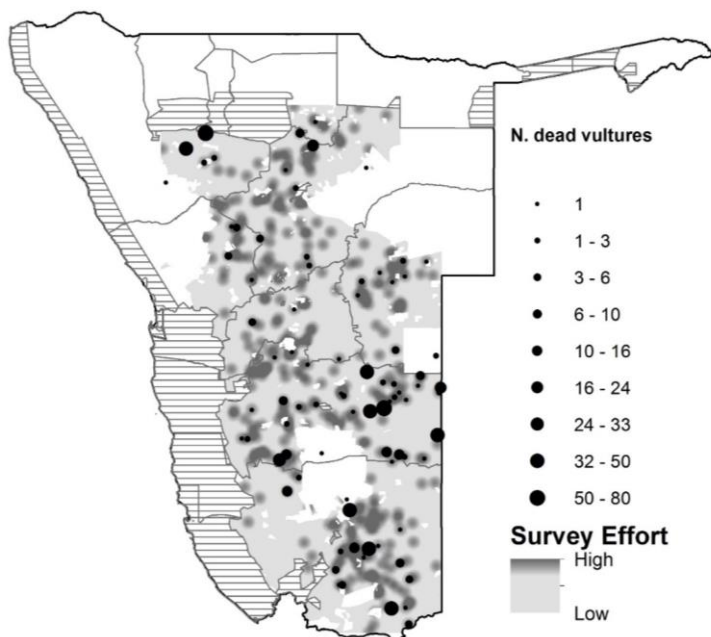 N. dead vultures
1
1 - 3
3 - 6
6 - 10
10 - 16
16 - 24
24 - 33
32 - 50
50 - 80
Survey Effort
High
Low